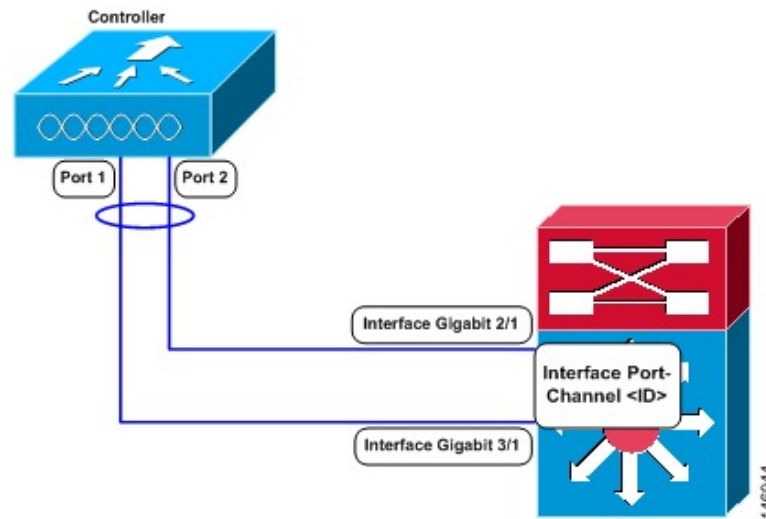 Controller
Port 1
Port 2
Interface Gigabit 2/1
Interface Port-
Channel <ID>
Interface Gigabit 3/1